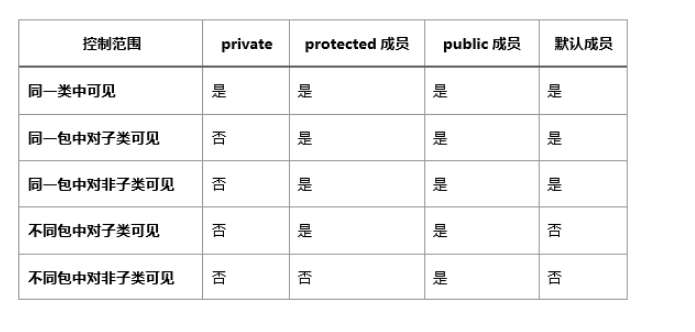 控制范围 private protected 成员 public 成员 默认成员
同一类中可见 是 是 是 是
同一包中对子类可见 否 是 是 是
同一包中对非子类可见 否 是 是 是
不同包中对子类可见 否 是 是 否
不同包中对非子类可见 否 否 是 否